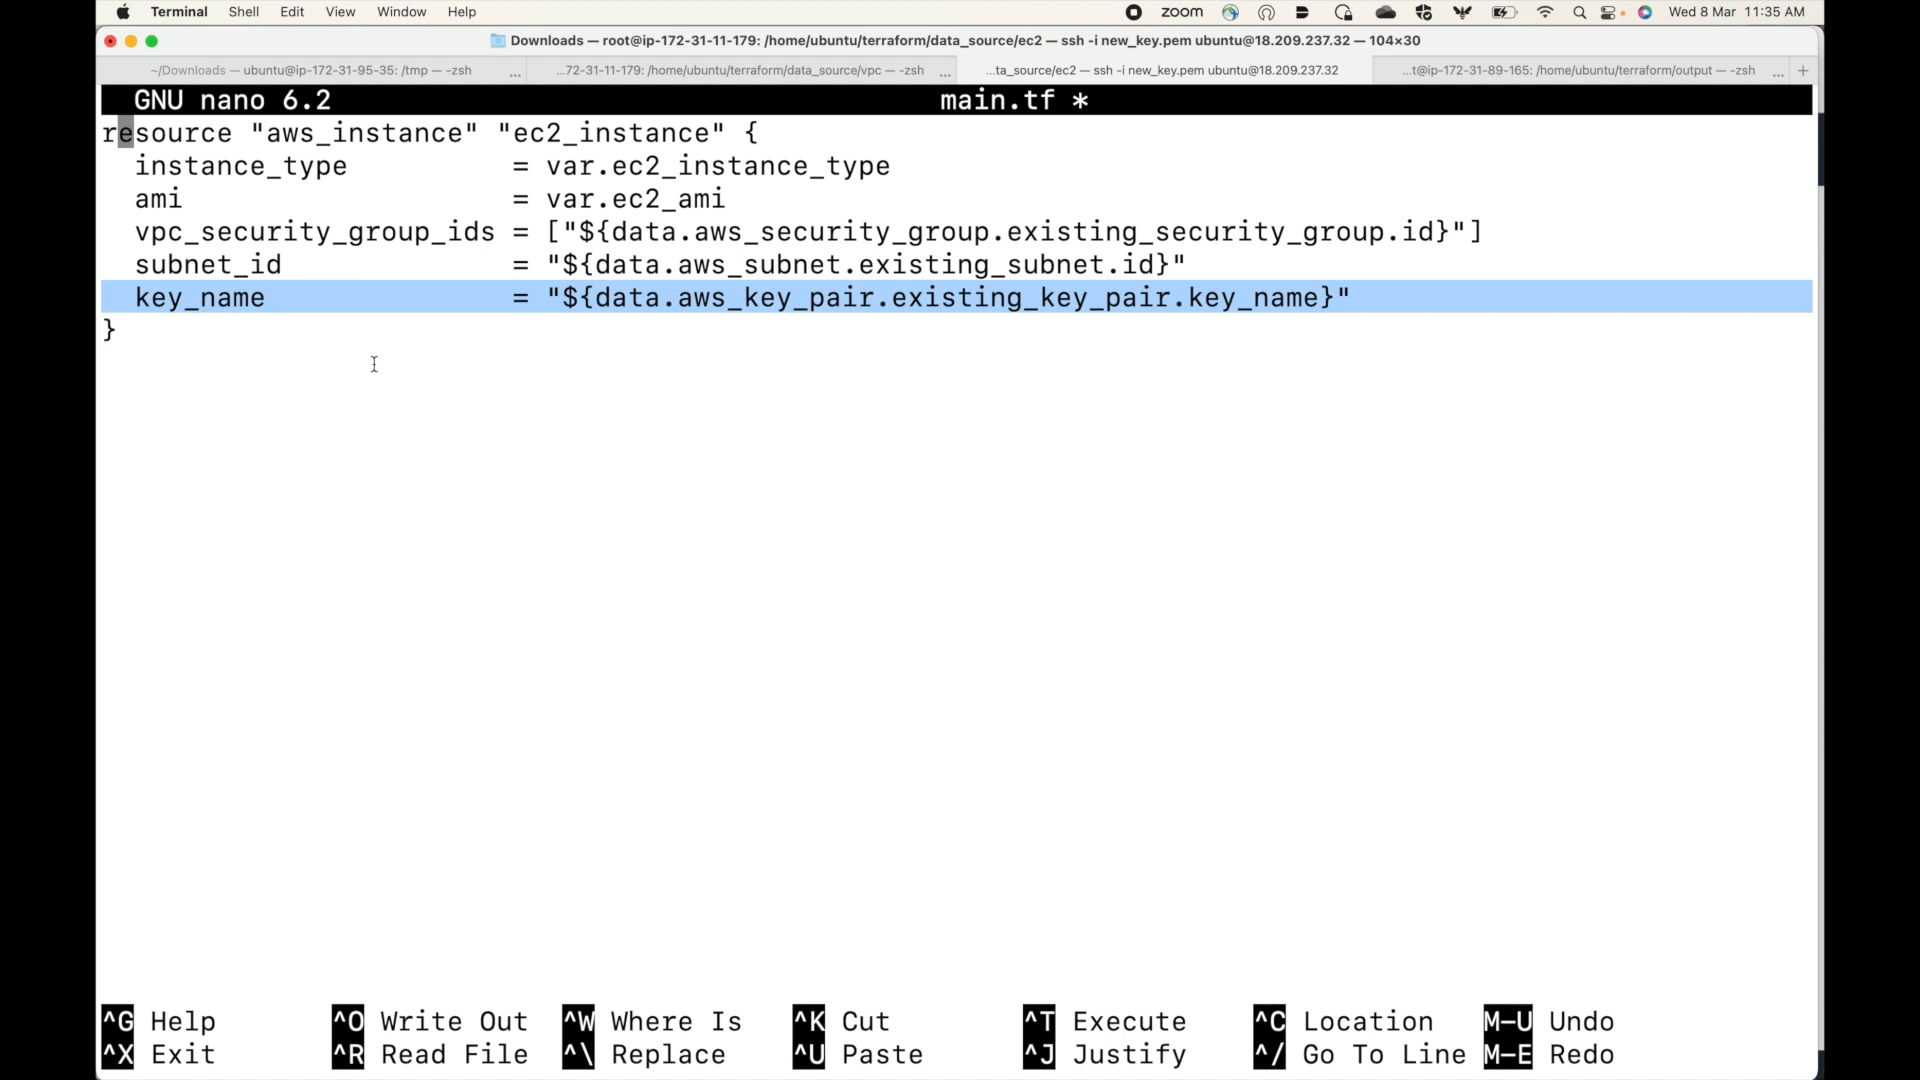 Terminal Shell Edit View Window Help zoom Wed 8 Mar 11:35 AM
Downloads — root@ip-172-31-11-179: /home/ubuntu/terraform/data_source/ec2 — ssh -i new_key.pem ubuntu@18.209.237.32 — 104×30
~/Downloads — ubuntu@ip-172-31-95-35: /tmp — -zsh ... ...72-31-11-179: /home/ubuntu/terraform/data_source/vpc — -zsh ... ...ta_source/ec2 — ssh -i new_key.pem ubuntu@18.209.237.32 ...t@ip-172-31-89-165: /home/ubuntu/terraform/output — -zsh ... +
GNU nano 6.2 main.tf *
resource "aws_instance" "ec2_instance" {
instance_type = var.ec2_instance_type
ami = var.ec2_ami
vpc_security_group_ids = ["${data.aws_security_group.existing_security_group.id}"]
subnet_id = "${data.aws_subnet.existing_subnet.id}"
key_name = "${data.aws_key_pair.existing_key_pair.key_name}"
}
^G Help ^O Write Out ^W Where Is ^K Cut ^T Execute ^C Location M-U Undo
^X Exit ^R Read File ^\ Replace ^U Paste ^J Justify ^/ Go To Line M-E Redo